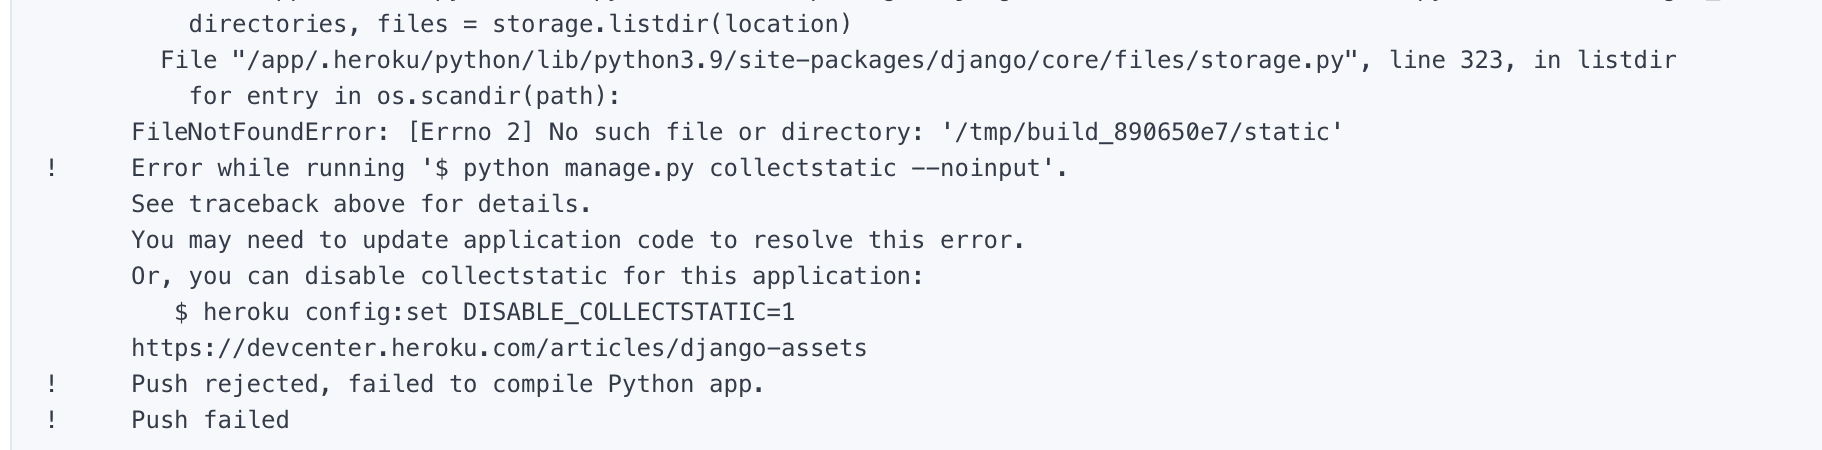 directories, files = storage.listdir(location)
File "/app/.heroku/python/lib/python3.9/site-packages/django/core/files/storage.py", line 323, in listdir
for entry in os.scandir(path):
FileNotFoundError: [Errno 2] No such file or directory: '/tmp/build_890650e7/static'
! Error while running '$ python manage.py collectstatic --noinput'.
See traceback above for details.
You may need to update application code to resolve this error.
Or, you can disable collectstatic for this application:
$ heroku config:set DISABLE_COLLECTSTATIC=1
https://devcenter.heroku.com/articles/django-assets
! Push rejected, failed to compile Python app.
! Push failed